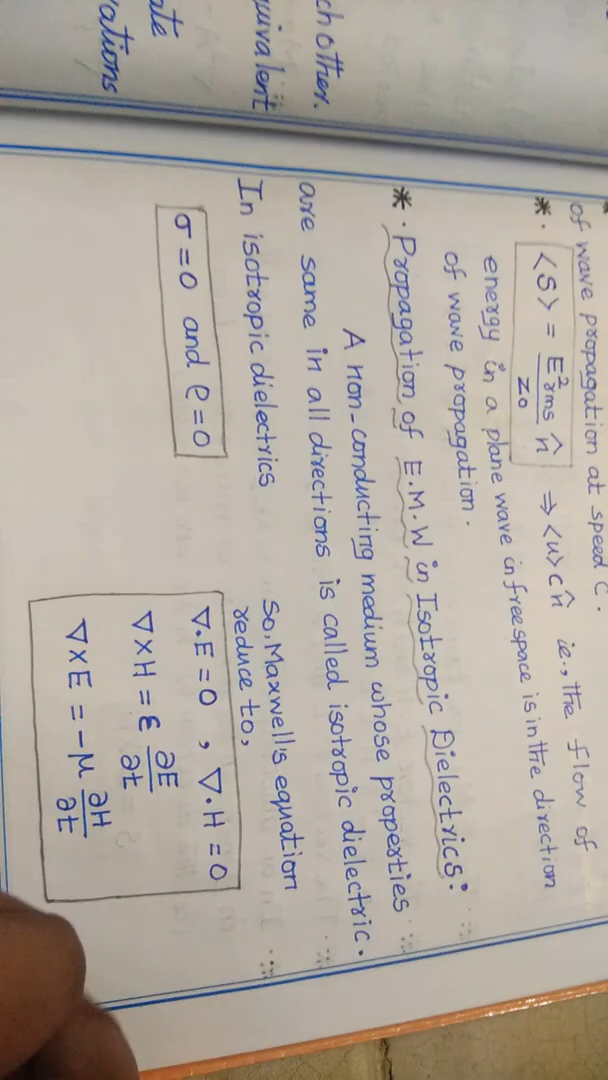 ch other.
quivalent
ate
vations
of wave propagation at speed C.
*. <S> = E²rms/Z0 n̂ ⇒ <u> c n̂ ie., the flow of
energy in a plane wave in free space is in the direction
of wave propagation.
*. Propagation of E.M.W in Isotropic Dielectrics:
A non-conducting medium whose properties
are same in all directions is called isotropic dielectric.
In isotropic dielectrics
σ=0 and ρ=0
So, Maxwell's equation
reduce to,
∇.E=0 , ∇.H=0
∇×H = ε ∂E/∂t
∇×E = -μ ∂H/∂t